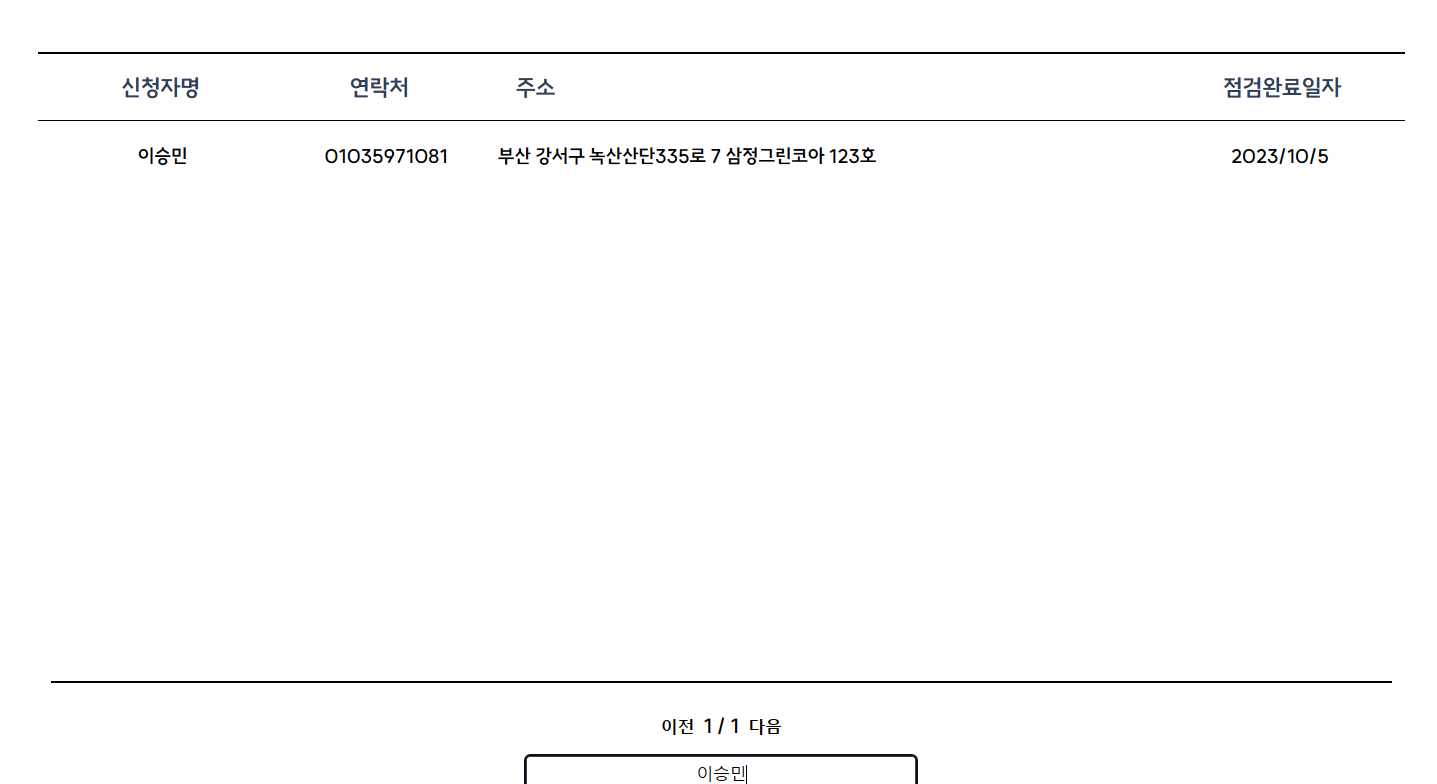 신청자명 연락처 주소 점검완료일자
이승민 01035971081 부산 강서구 녹산산단335로 7 삼정그린코아 123호 2023/10/5
이전 1 / 1 다음
이승민